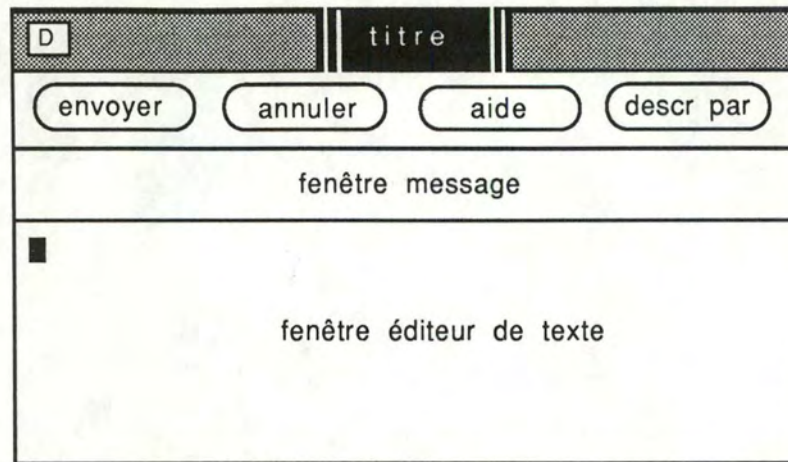 D titre
envoyer annuler aide descr par
fenêtre message
fenêtre éditeur de texte